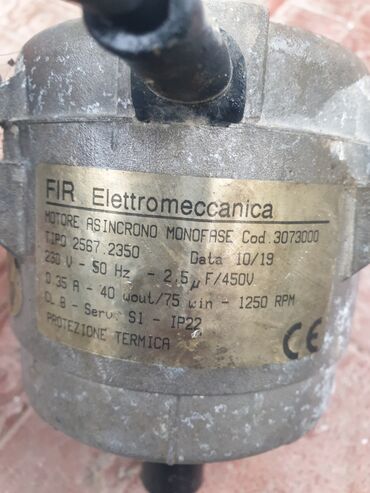 FIR Elettromeccanica
MOTORE ASINCRONO MONOFASE Cod.3073000
TIPO 2567.2350 Data 10/19
230 V - 50 Hz - 2,5 µF/450V
0.35 A - 40 wout/75 win - 1250 RPM
CL B - Serv. S1 - IP22
PROTEZIONE TERMICA
CE